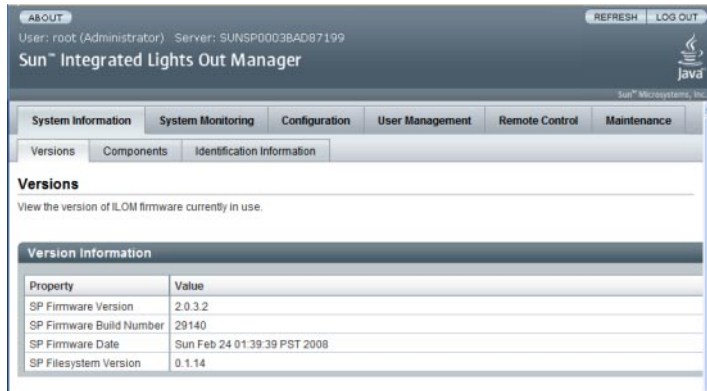 ABOUT
REFRESH LOG OUT
User: root (Administrator) Server: SUNSP0003BAD87199
Sun™ Integrated Lights Out Manager
Java
Sun™ Microsystems, Inc.
System Information System Monitoring Configuration User Management Remote Control Maintenance
Versions Components Identification Information
Versions
View the version of ILOM firmware currently in use.
Version Information
Property Value
SP Firmware Version 2.0.3.2
SP Firmware Build Number 29140
SP Firmware Date Sun Feb 24 01:39:39 PST 2008
SP Filesystem Version 0.1.14